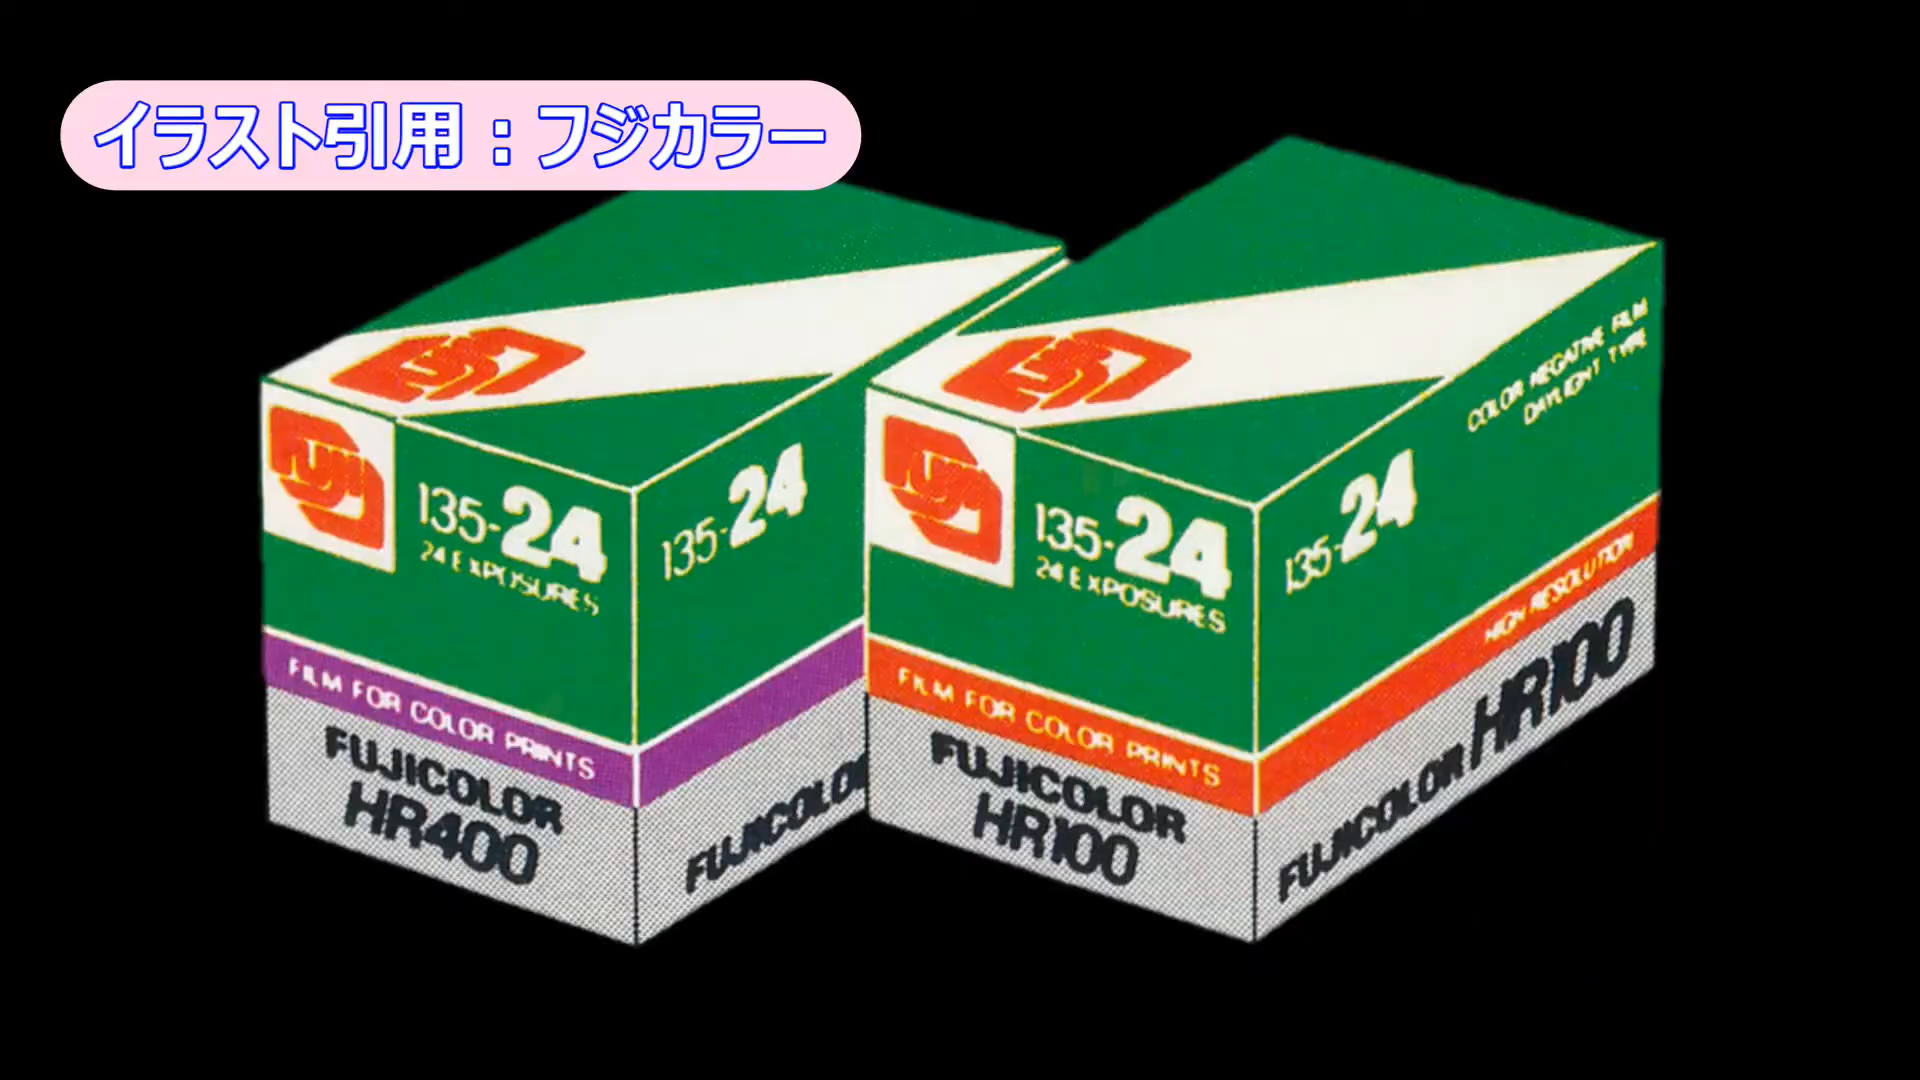 イラスト引用：フジカラー
FUJI
135-24
24 EXPOSURES
FILM FOR COLOR PRINTS
FUJICOLOR
HR400
135-24
FUJICOLOR
FUJI
FUJI
135-24
24 EXPOSURES
FILM FOR COLOR PRINTS
FUJICOLOR
HR100
COLOR NEGATIVE FILM
DAYLIGHT TYPE
135-24
HIGH RESOLUTION
FUJICOLOR HR100